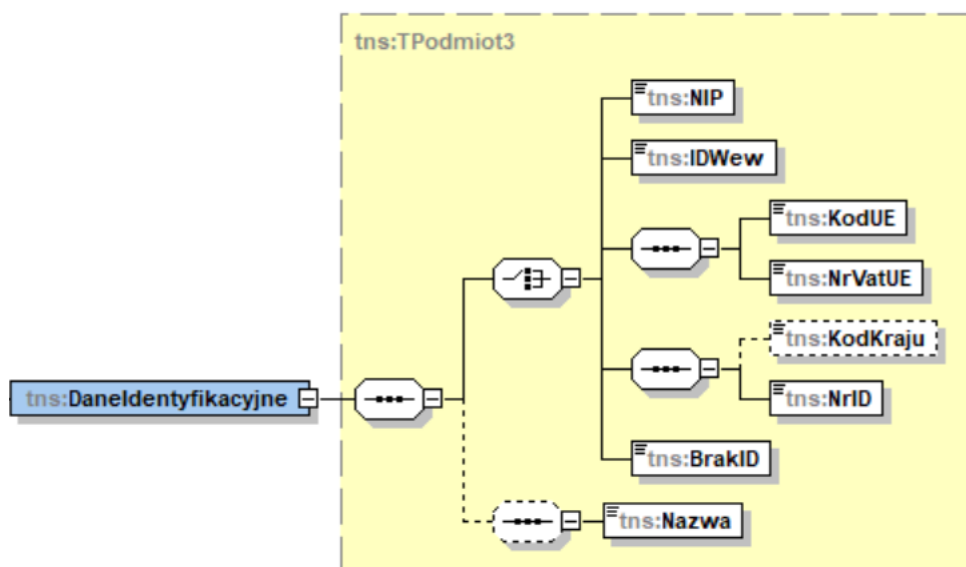 tns:TPodmiot3
tns:NIP
tns:IDWew
tns:KodUE
tns:NrVatUE
tns:KodKraju
tns:DaneIdentyfikacyjne
tns:NrID
tns:BrakID
tns:Nazwa